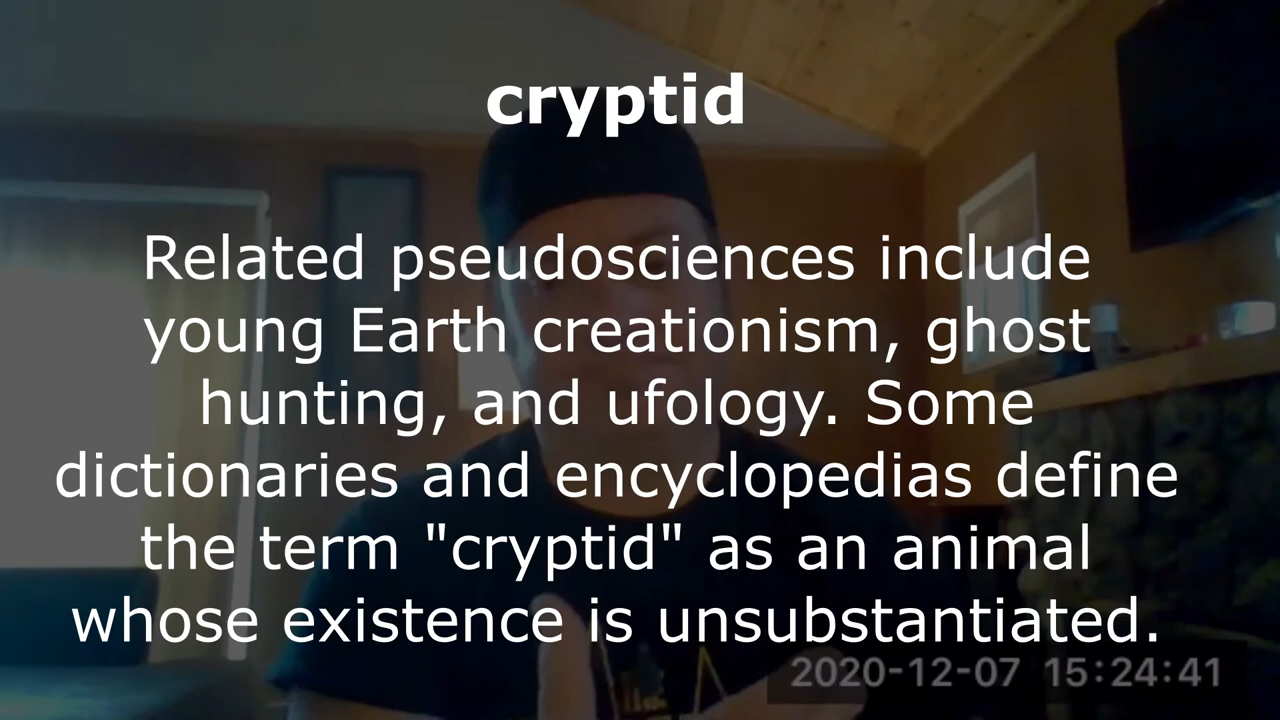 cryptid
Related pseudosciences include
young Earth creationism, ghost
hunting, and ufology. Some
dictionaries and encyclopedias define
the term "cryptid" as an animal
whose existence is unsubstantiated.
2020-12-07 15:24:41